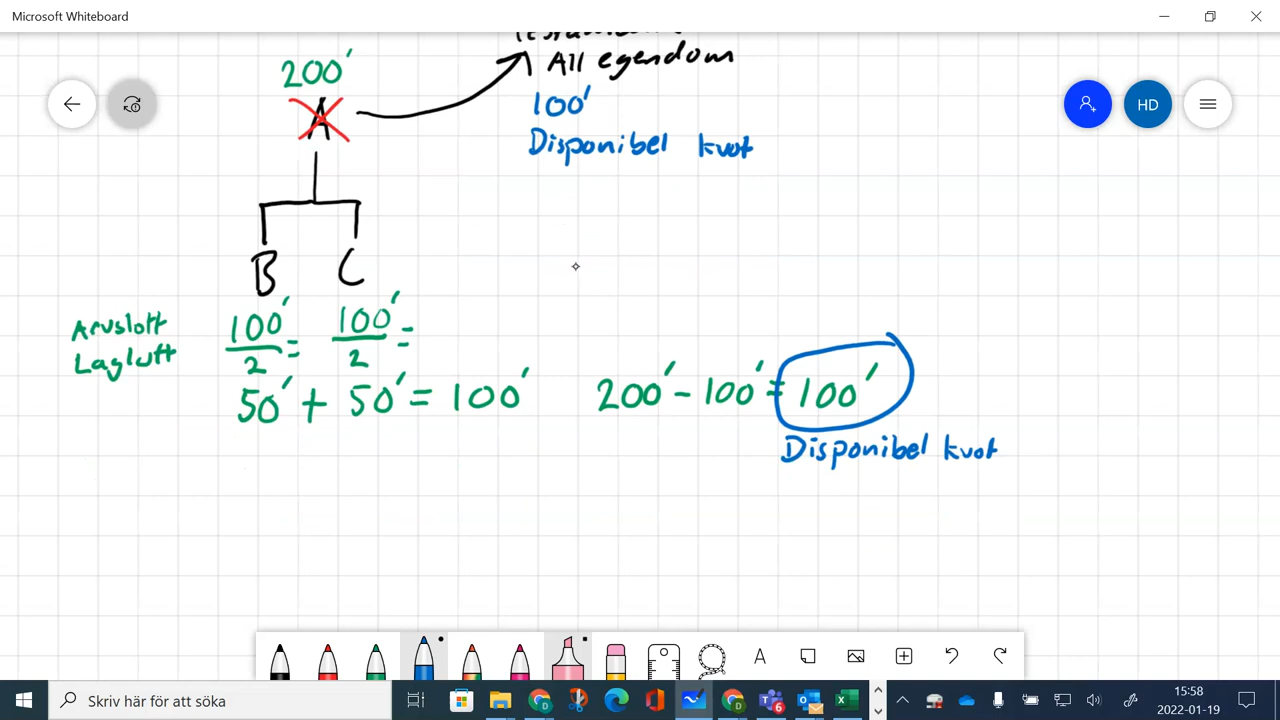 Microsoft Whiteboard
200'
All egendom
A
100'
Disponibel kvot
HD
B C
Arvslott 100' 100'
Laglott 2 = 2 =
50' + 50' = 100' 200' - 100' = 100'
Disponibel kvot
A
Skriv här för att söka
6
15:58
2022-01-19